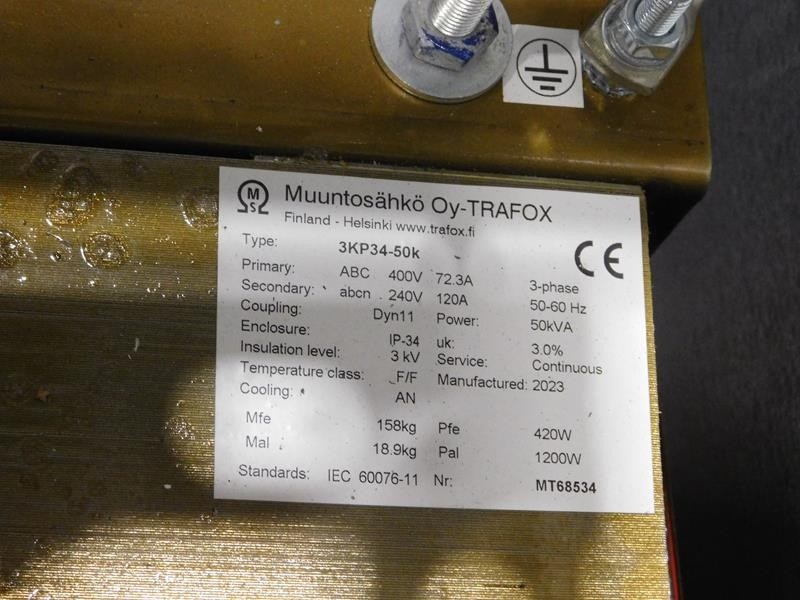 M
S
Muuntosähkö Oy-TRAFOX
Finland - Helsinki www.trafox.fi
CE
Type: 3KP34-50k
Primary: ABC 400V 72.3A 3-phase
Secondary: abcn 240V 120A 50-60 Hz
Coupling: Dyn11 Power: 50kVA
Enclosure: IP-34 uk: 3.0%
Insulation level: 3 kV Service: Continuous
Temperature class: F/F Manufactured: 2023
Cooling: AN
Mfe 158kg Pfe 420W
Mal 18.9kg Pal 1200W
Standards: IEC 60076-11 Nr: MT68534